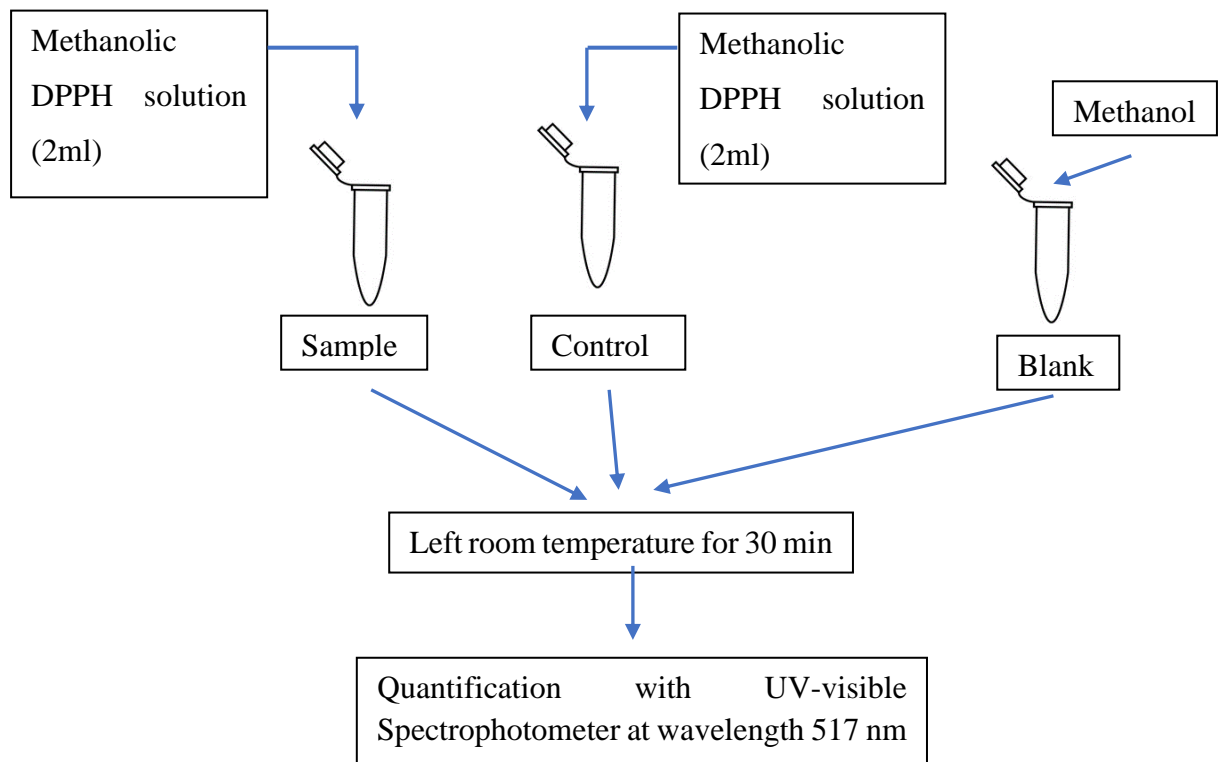 Methanolic
DPPH solution
(2ml)
Methanolic
DPPH solution
(2ml)
Methanol
Sample
Control
Blank
Left room temperature for 30 min
Quantification with UV-visible
Spectrophotometer at wavelength 517 nm